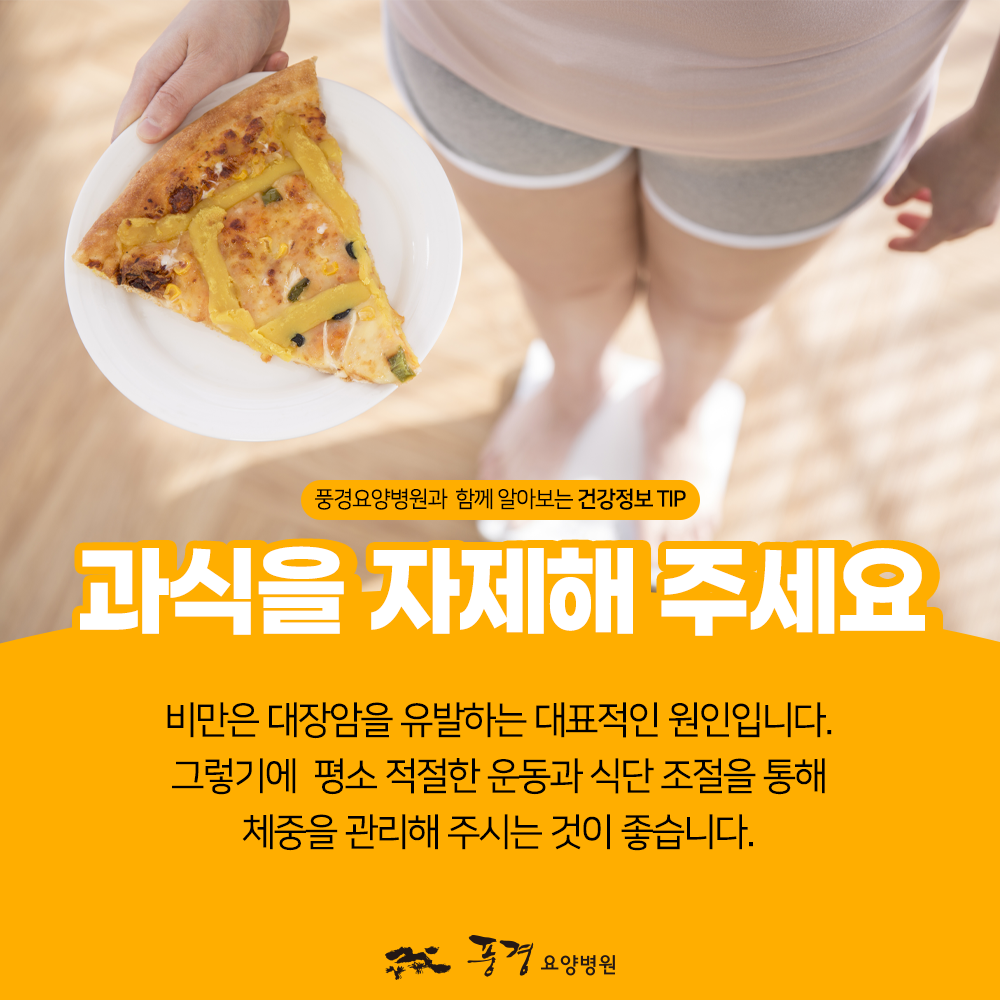 풍경요양병원과 함께 알아보는 건강정보 TIP
과식을 자제해 주세요
비만은 대장암을 유발하는 대표적인 원인입니다.
그렇기에 평소 적절한 운동과 식단 조절을 통해
체중을 관리해 주시는 것이 좋습니다.
풍경 요양병원